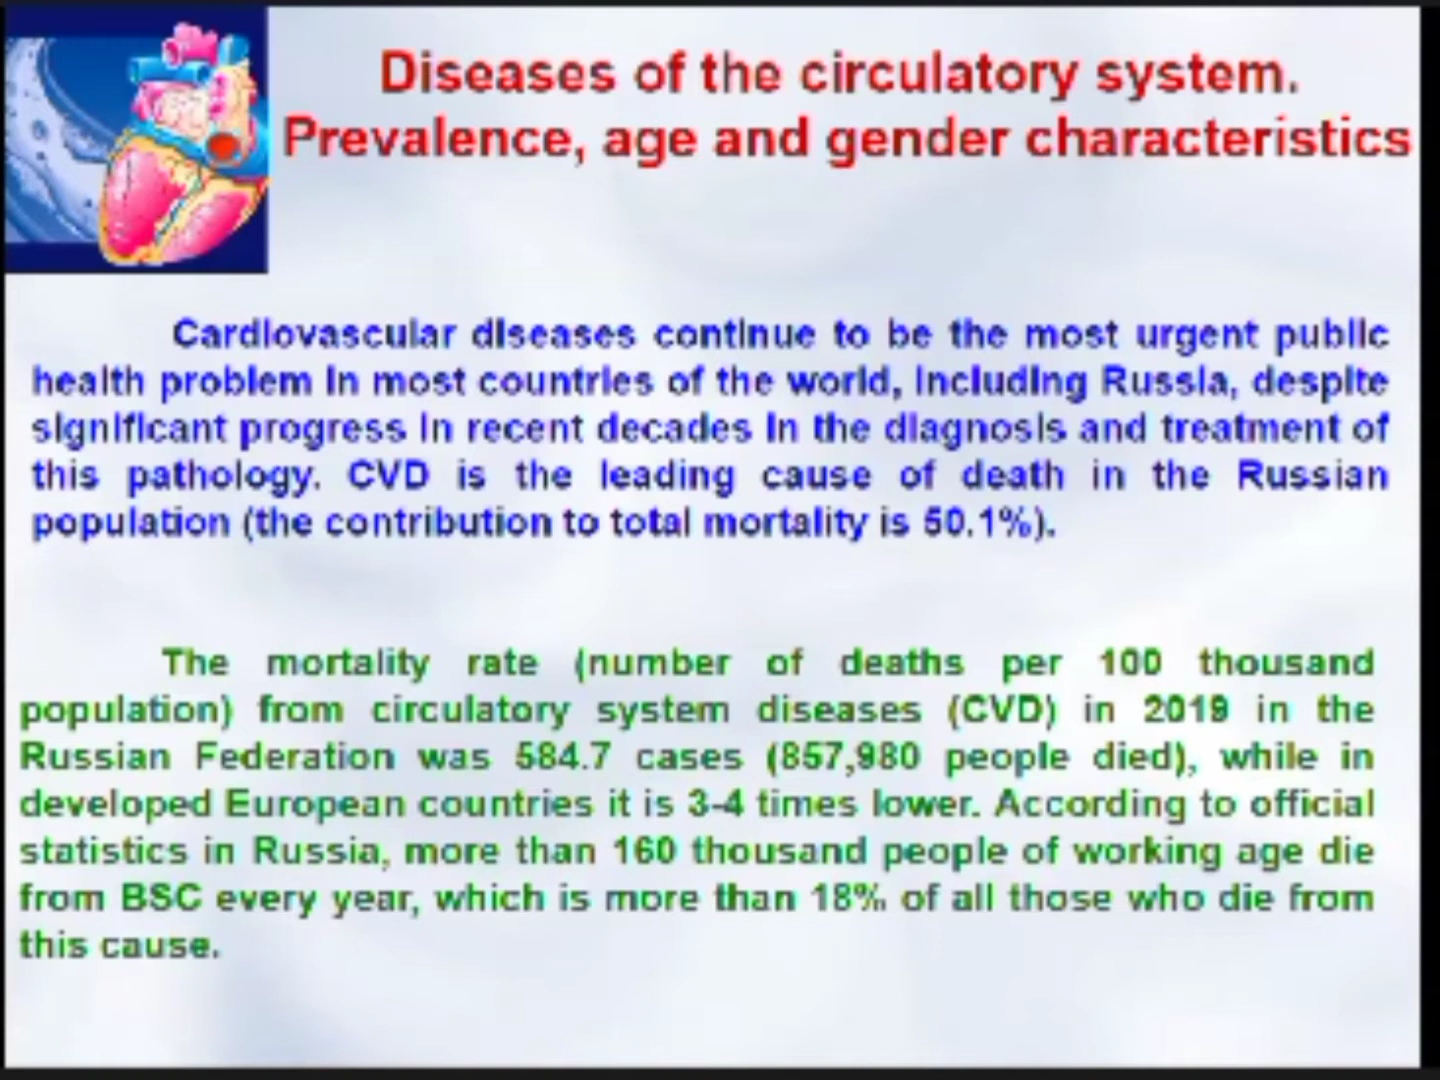 Diseases of the circulatory system.
Prevalence, age and gender characteristics
Cardiovascular diseases continue to be the most urgent public
health problem in most countries of the world, including Russia, despite
significant progress in recent decades in the diagnosis and treatment of
this pathology. CVD is the leading cause of death in the Russian
population (the contribution to total mortality is 50.1%).
The mortality rate (number of deaths per 100 thousand
population) from circulatory system diseases (CVD) in 2019 in the
Russian Federation was 584.7 cases (857,980 people died), while in
developed European countries it is 3-4 times lower. According to official
statistics in Russia, more than 160 thousand people of working age die
from BSC every year, which is more than 18% of all those who die from
this cause.